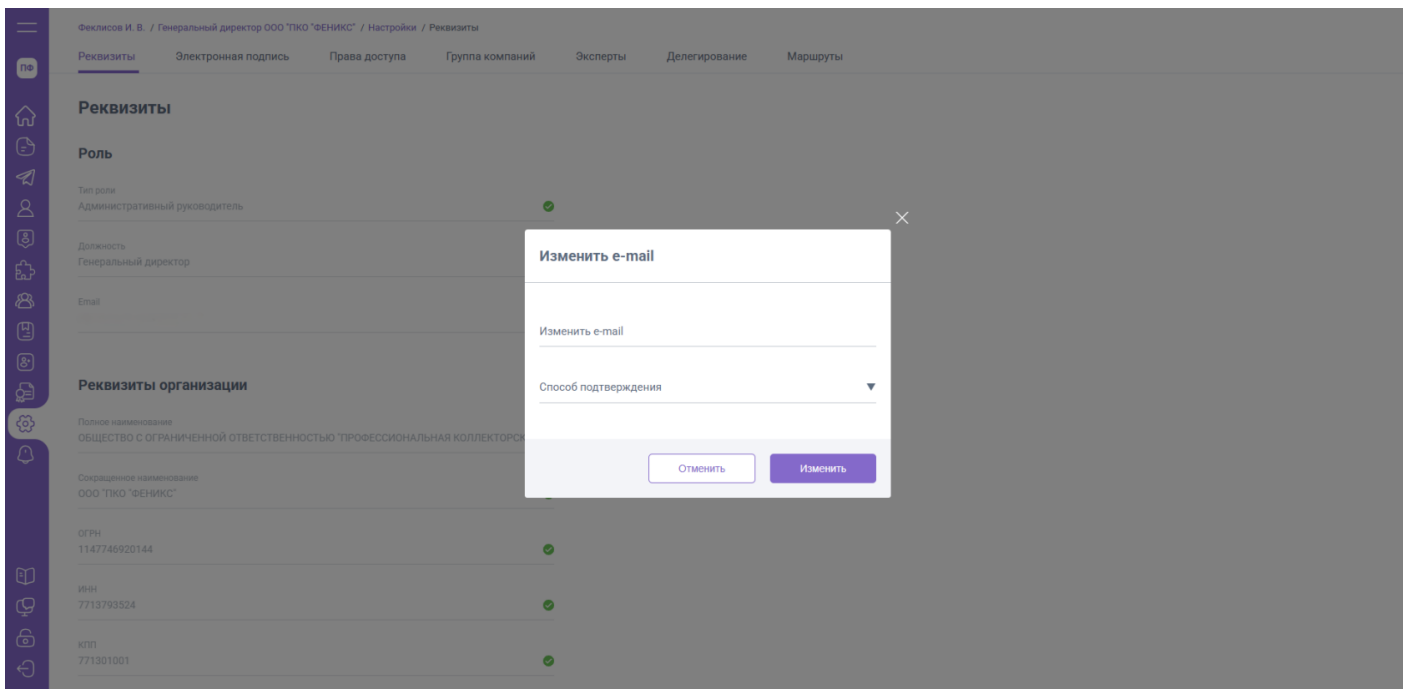 Феклисов И. В. / Генеральный директор ООО "ПКО "ФЕНИКС" / Настройки / Реквизиты
Реквизиты Электронная подпись Права доступа Группа компаний Эксперты Делегирование Маршруты
ПФ
Реквизиты
Роль
Тип роли
Административный руководитель
Должность
Генеральный директор
Email
Изменить e-mail
Изменить e-mail
Способ подтверждения
Отменить Изменить
Реквизиты организации
Полное наименование
ОБЩЕСТВО С ОГРАНИЧЕННОЙ ОТВЕТСТВЕННОСТЬЮ "ПРОФЕССИОНАЛЬНАЯ КОЛЛЕКТОРСК
Сокращенное наименование
ООО "ПКО "ФЕНИКС"
ОГРН
1147746920144
ИНН
7713793524
КПП
771301001